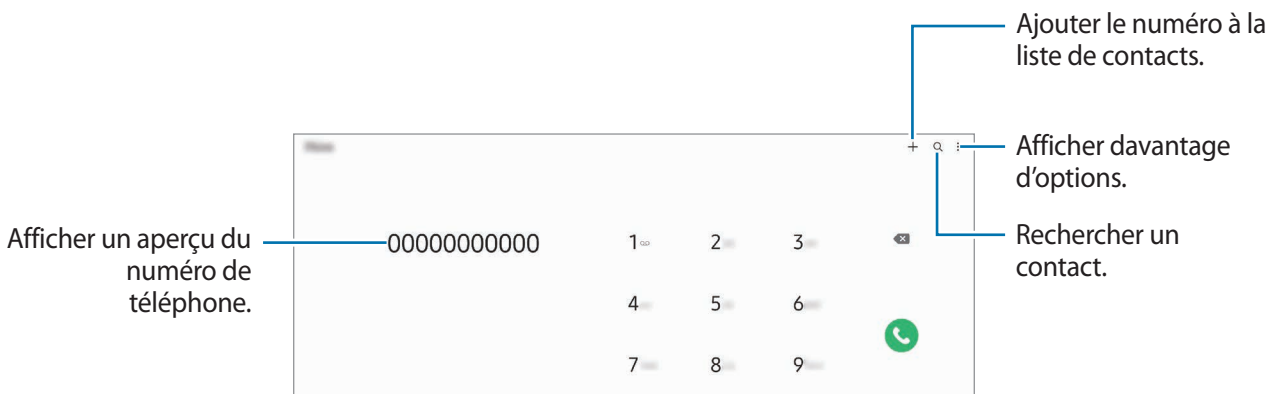 Ajouter le numéro à la
liste de contacts.
Afficher davantage
d'options.
Afficher un aperçu du
numéro de
téléphone.
00000000000
1 2 3
Rechercher un
contact.
4 5 6
7 8 9